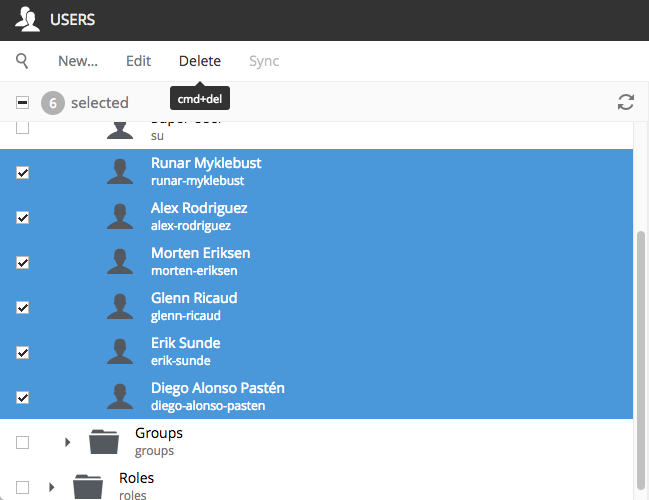 USERS
New... Edit Delete Sync
cmd+del
6 selected
Super User
su
Runar Myklebust
runar-myklebust
Alex Rodriguez
alex-rodriguez
Morten Eriksen
morten-eriksen
Glenn Ricaud
glenn-ricaud
Erik Sunde
erik-sunde
Diego Alonso Pastén
diego-alonso-pasten
Groups
groups
Roles
roles